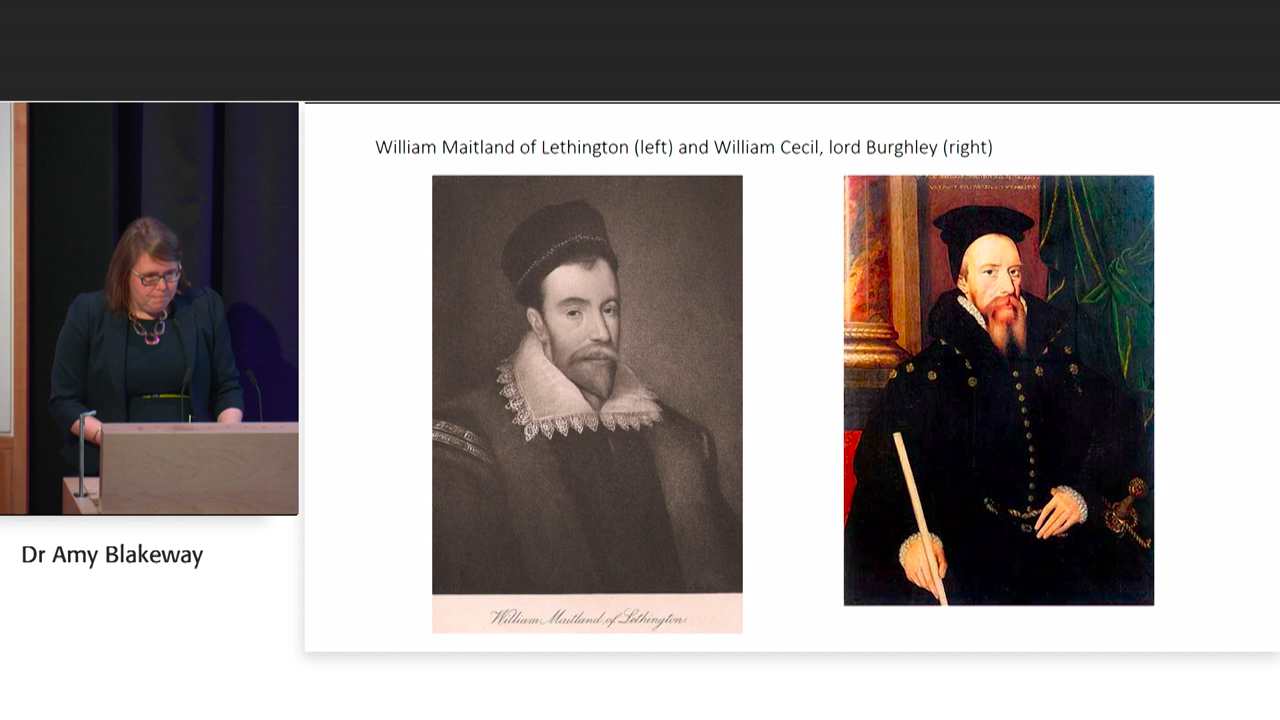 William Maitland of Lethington (left) and William Cecil, lord Burghley (right)
William Maitland of Lethington.
Dr Amy Blakeway